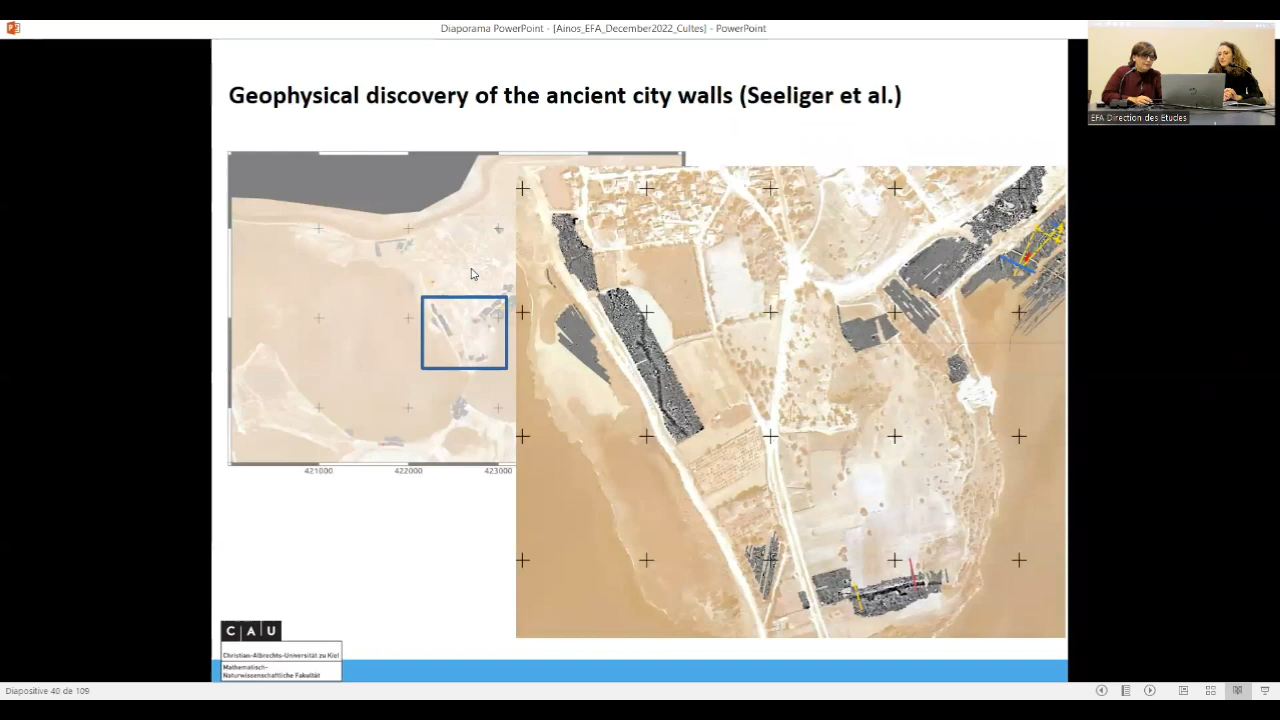 Diaporama PowerPoint - [Ainos_EFA_December2022_Cultes] - PowerPoint
EFA Direction des Etudes
Geophysical discovery of the ancient city walls (Seeliger et al.)
421000 422000 423000
C A U
Christian-Albrechts-Universität zu Kiel
Mathematisch-
Naturwissenschaftliche Fakultät
Diapositive 40 de 109